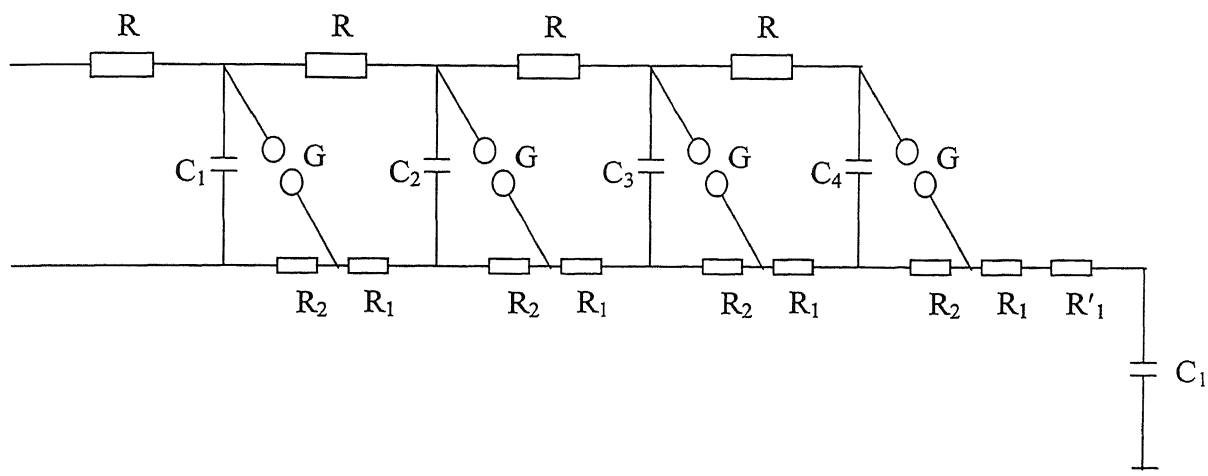 R R R R
C₁ G C₂ G C₃ G C₄ G
R₂ R₁ R₂ R₁ R₂ R₁ R₂ R₁ R'₁
C₁